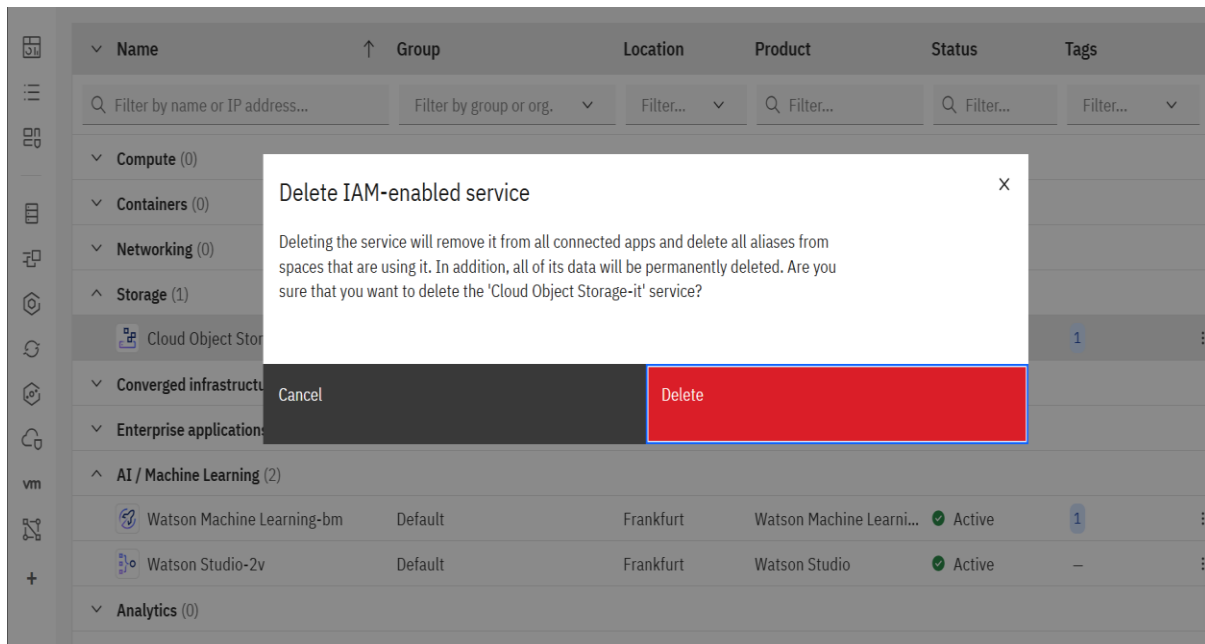 Name ↑ Group Location Product Status Tags
Filter by name or IP address... Filter by group or org. Filter... Filter... Filter... Filter...
Compute (0)
Containers (0)
Networking (0)
Storage (1)
Cloud Object Stor 1
Converged infrastructu
Enterprise applications
AI / Machine Learning (2)
Watson Machine Learning-bm Default Frankfurt Watson Machine Learni... Active 1
Watson Studio-2v Default Frankfurt Watson Studio Active –
Analytics (0)
vm
Delete IAM-enabled service X
Deleting the service will remove it from all connected apps and delete all aliases from
spaces that are using it. In addition, all of its data will be permanently deleted. Are you
sure that you want to delete the 'Cloud Object Storage-it' service?
Cancel Delete